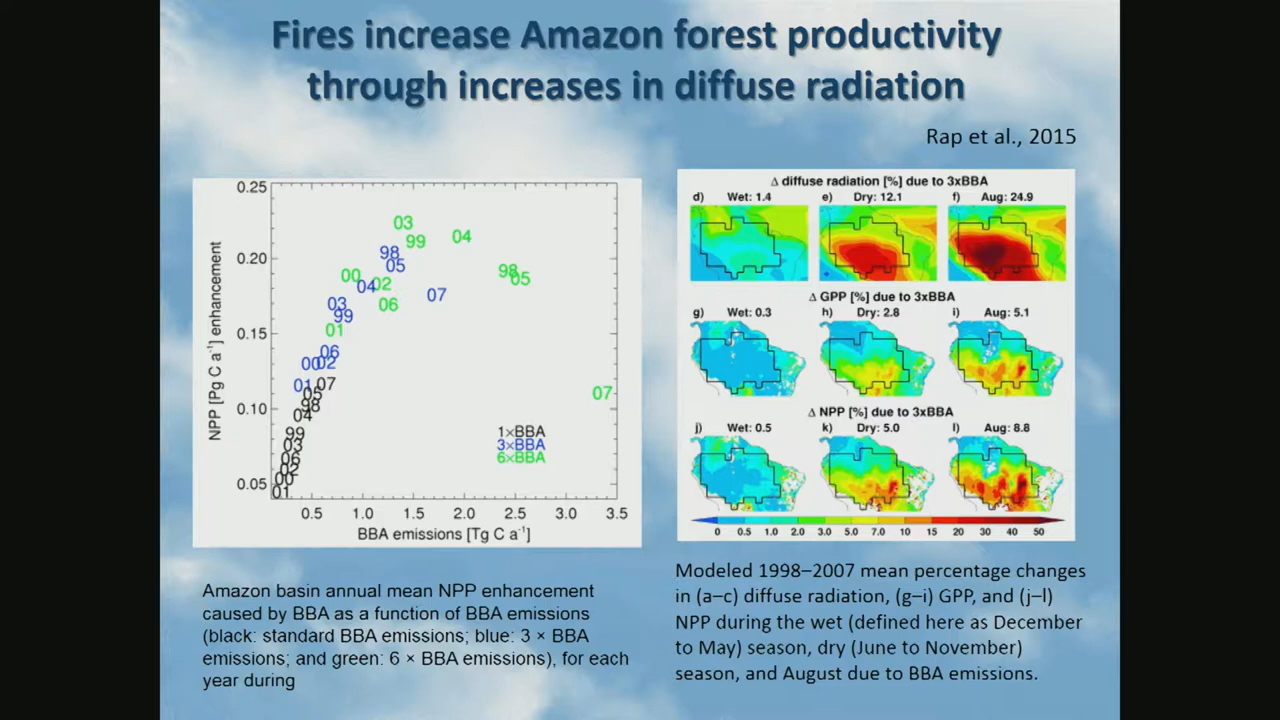 Fires increase Amazon forest productivity
through increases in diffuse radiation
Rap et al., 2015
NPP [Pg C a⁻¹] enhancement
0.25
0.20
0.15
0.10
0.05
03
99
04
98
05
98
05
00
02
04
07
06
03
99
01
06
00
02
01
07
07
05
98
04
99
03
06
02
00
01
1×BBA
3×BBA
6×BBA
0.5 1.0 1.5 2.0 2.5 3.0 3.5
BBA emissions [Tg C a⁻¹]
Δ diffuse radiation [%] due to 3xBBA
d) Wet: 1.4 e) Dry: 12.1 f) Aug: 24.9
Δ GPP [%] due to 3xBBA
g) Wet: 0.3 h) Dry: 2.8 i) Aug: 5.1
Δ NPP [%] due to 3xBBA
j) Wet: 0.5 k) Dry: 5.0 l) Aug: 8.8
0 0.5 1.0 2.0 3.0 5.0 7.0 10 15 20 30 40 50
Amazon basin annual mean NPP enhancement
caused by BBA as a function of BBA emissions
(black: standard BBA emissions; blue: 3 × BBA
emissions; and green: 6 × BBA emissions), for each
year during
Modeled 1998–2007 mean percentage changes
in (a–c) diffuse radiation, (g–i) GPP, and (j–l)
NPP during the wet (defined here as December
to May) season, dry (June to November)
season, and August due to BBA emissions.